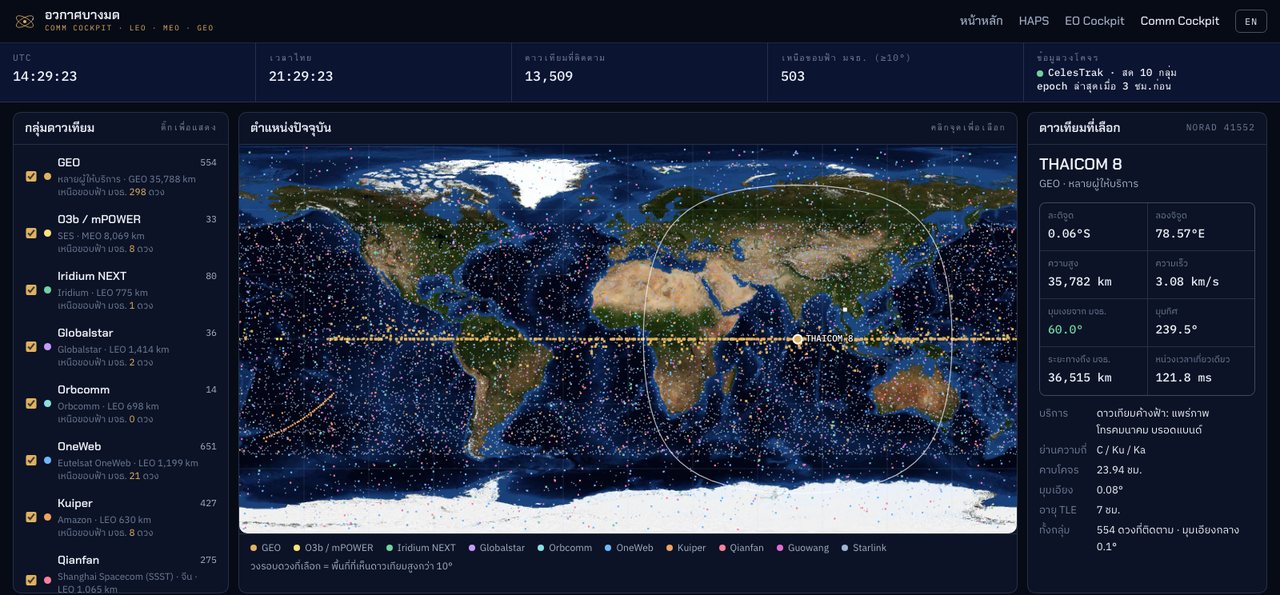 อวกาศบางมด
COMM COCKPIT · LEO · MEO · GEO
หน้าหลัก HAPS EO Cockpit Comm Cockpit EN
UTC
14:29:23
เวลาไทย
21:29:23
ดาวเทียมที่ติดตาม
13,509
เหนือขอบฟ้า มจธ. (≥10°)
503
ข้อมูลวงโคจร
CelesTrak · สด 10 กลุ่ม
epoch ล่าสุดเมื่อ 3 ชม.ก่อน
กลุ่มดาวเทียม ติ๊กเพื่อแสดง
GEO 554
หลายผู้ให้บริการ · GEO 35,788 km
เหนือขอบฟ้า มจธ. 298 ดวง
O3b / mPOWER 33
SES · MEO 8,069 km
เหนือขอบฟ้า มจธ. 8 ดวง
Iridium NEXT 80
Iridium · LEO 775 km
เหนือขอบฟ้า มจธ. 1 ดวง
Globalstar 36
Globalstar · LEO 1,414 km
เหนือขอบฟ้า มจธ. 2 ดวง
Orbcomm 14
Orbcomm · LEO 698 km
เหนือขอบฟ้า มจธ. 0 ดวง
OneWeb 651
Eutelsat OneWeb · LEO 1,199 km
เหนือขอบฟ้า มจธ. 21 ดวง
Kuiper 427
Amazon · LEO 630 km
เหนือขอบฟ้า มจธ. 8 ดวง
Qianfan 275
Shanghai Spacecom (SSST) · จีน ·
LEO 1,065 km
ตำแหน่งปัจจุบัน คลิกจุดเพื่อเลือก
THAICOM 8
GEO O3b / mPOWER Iridium NEXT Globalstar Orbcomm OneWeb Kuiper Qianfan Guowang Starlink
วงรอบดวงที่เลือก = พื้นที่ที่เห็นดาวเทียมสูงกว่า 10°
ดาวเทียมที่เลือก NORAD 41552
THAICOM 8
GEO · หลายผู้ให้บริการ
ละติจูด ลองจิจูด
0.06°S 78.57°E
ความสูง ความเร็ว
35,782 km 3.08 km/s
มุมเงยจาก มจธ. มุมทิศ
60.0° 239.5°
ระยะทางถึง มจธ. หน่วงเวลาเที่ยวเดียว
36,515 km 121.8 ms
บริการ ดาวเทียมค้างฟ้า: แพร่ภาพ
โทรคมนาคม บรอดแบนด์
ย่านความถี่ C / Ku / Ka
คาบโคจร 23.94 ชม.
มุมเอียง 0.08°
อายุ TLE 7 ชม.
ทั้งกลุ่ม 554 ดวงที่ติดตาม · มุมเอียงกลาง
0.1°